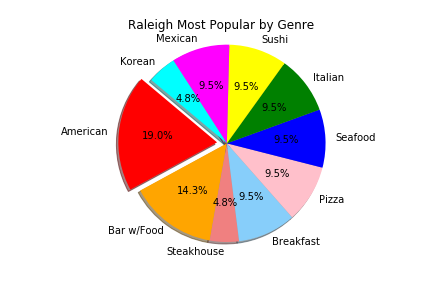 Raleigh Most Popular by Genre
Mexican
Sushi
Korean
Italian
American
Seafood
Bar w/Food
Pizza
Steakhouse
Breakfast
9.5%
9.5%
4.8%
9.5%
19.0%
9.5%
9.5%
14.3%
9.5%
4.8%